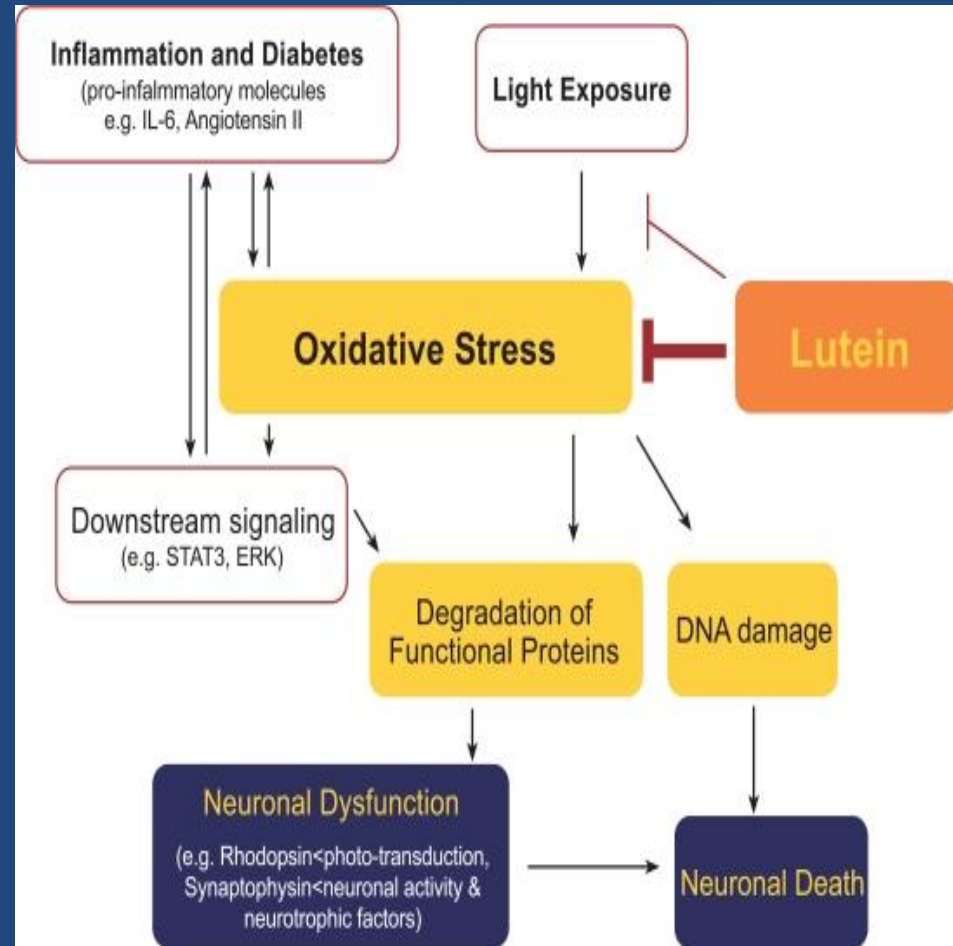 Inflammation and Diabetes
(pro-infalmmatory molecules
e.g. IL-6, Angiotensin II
Light Exposure
Oxidative Stress
Lutein
Downstream signaling
(e.g. STAT3, ERK)
Degradation of
Functional Proteins
DNA damage
Neuronal Dysfunction
(e.g. Rhodopsin<photo-transduction,
Synaptophysin<neuronal activity &
neurotrophic factors)
Neuronal Death